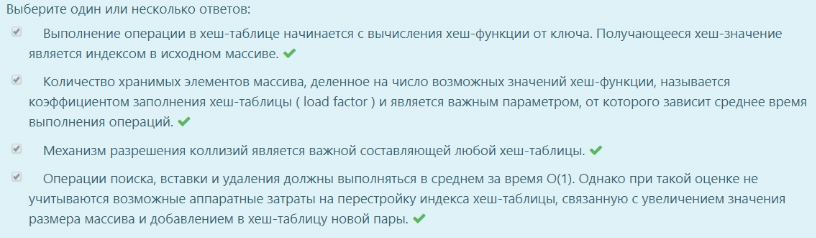 Выберите один или несколько ответов:
Выполнение операции в хеш-таблице начинается с вычисления хеш-функции от ключа. Получающееся хеш-значение
является индексом в исходном массиве.
Количество хранимых элементов массива, деленное на число возможных значений хеш-функции, называется
коэффициентом заполнения хеш-таблицы ( load factor ) и является важным параметром, от которого зависит среднее время
выполнения операций.
Механизм разрешения коллизий является важной составляющей любой хеш-таблицы.
Операции поиска, вставки и удаления должны выполняться в среднем за время O(1). Однако при такой оценке не
учитываются возможные аппаратные затраты на перестройку индекса хеш-таблицы, связанную с увеличением значения
размера массива и добавлением в хеш-таблицу новой пары.